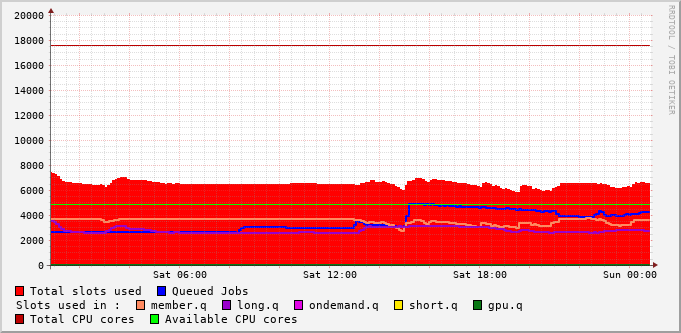 RRDTOOL / TOBI OETIKER
20000
18000
16000
14000
12000
10000
8000
6000
4000
2000
0
Sat 06:00 Sat 12:00 Sat 18:00 Sun 00:00
Total slots used Queued Jobs
Slots used in : member.q long.q ondemand.q short.q gpu.q
Total CPU cores Available CPU cores